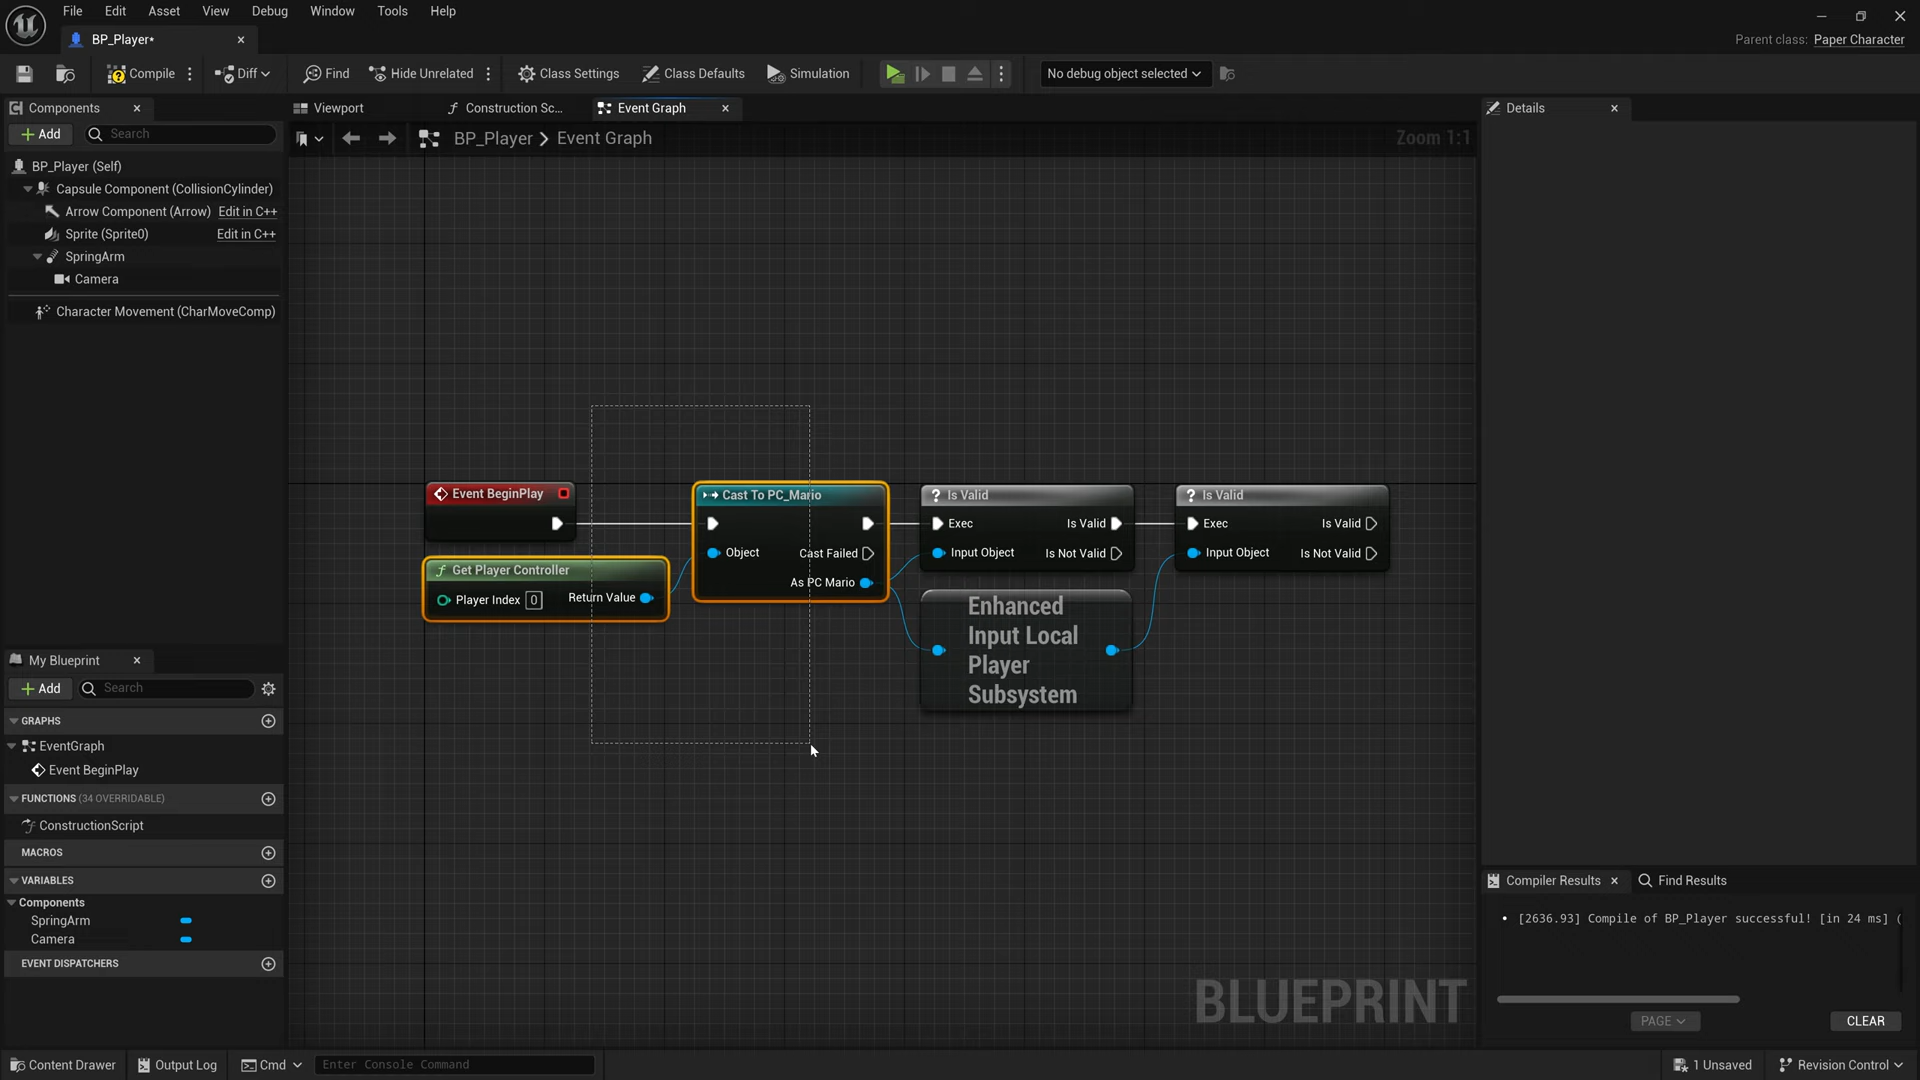 File Edit Asset View Debug Window Tools Help
BP_Player*
Parent class: Paper Character
Compile Diff Find Hide Unrelated Class Settings Class Defaults Simulation No debug object selected
Components
Add Search
BP_Player (Self)
Capsule Component (CollisionCylinder)
Arrow Component (Arrow) Edit in C++
Sprite (Sprite0) Edit in C++
SpringArm
Camera
Character Movement (CharMoveComp)
My Blueprint
Add Search
GRAPHS
EventGraph
Event BeginPlay
FUNCTIONS (34 OVERRIDABLE)
ConstructionScript
MACROS
VARIABLES
Components
SpringArm
Camera
EVENT DISPATCHERS
Viewport Construction Sc... Event Graph
BP_Player > Event Graph Zoom 1:1
Event BeginPlay
Get Player Controller
Player Index 0 Return Value
Cast To PC_Mario
Object Cast Failed
As PC Mario
Is Valid
Exec Is Valid
Input Object Is Not Valid
Enhanced
Input Local
Player
Subsystem
Is Valid
Exec Is Valid
Input Object Is Not Valid
BLUEPRINT
Details
Compiler Results Find Results
[2636.93] Compile of BP_Player successful! [in 24 ms] (
PAGE CLEAR
Content Drawer Output Log Cmd Enter Console Command 1 Unsaved Revision Control